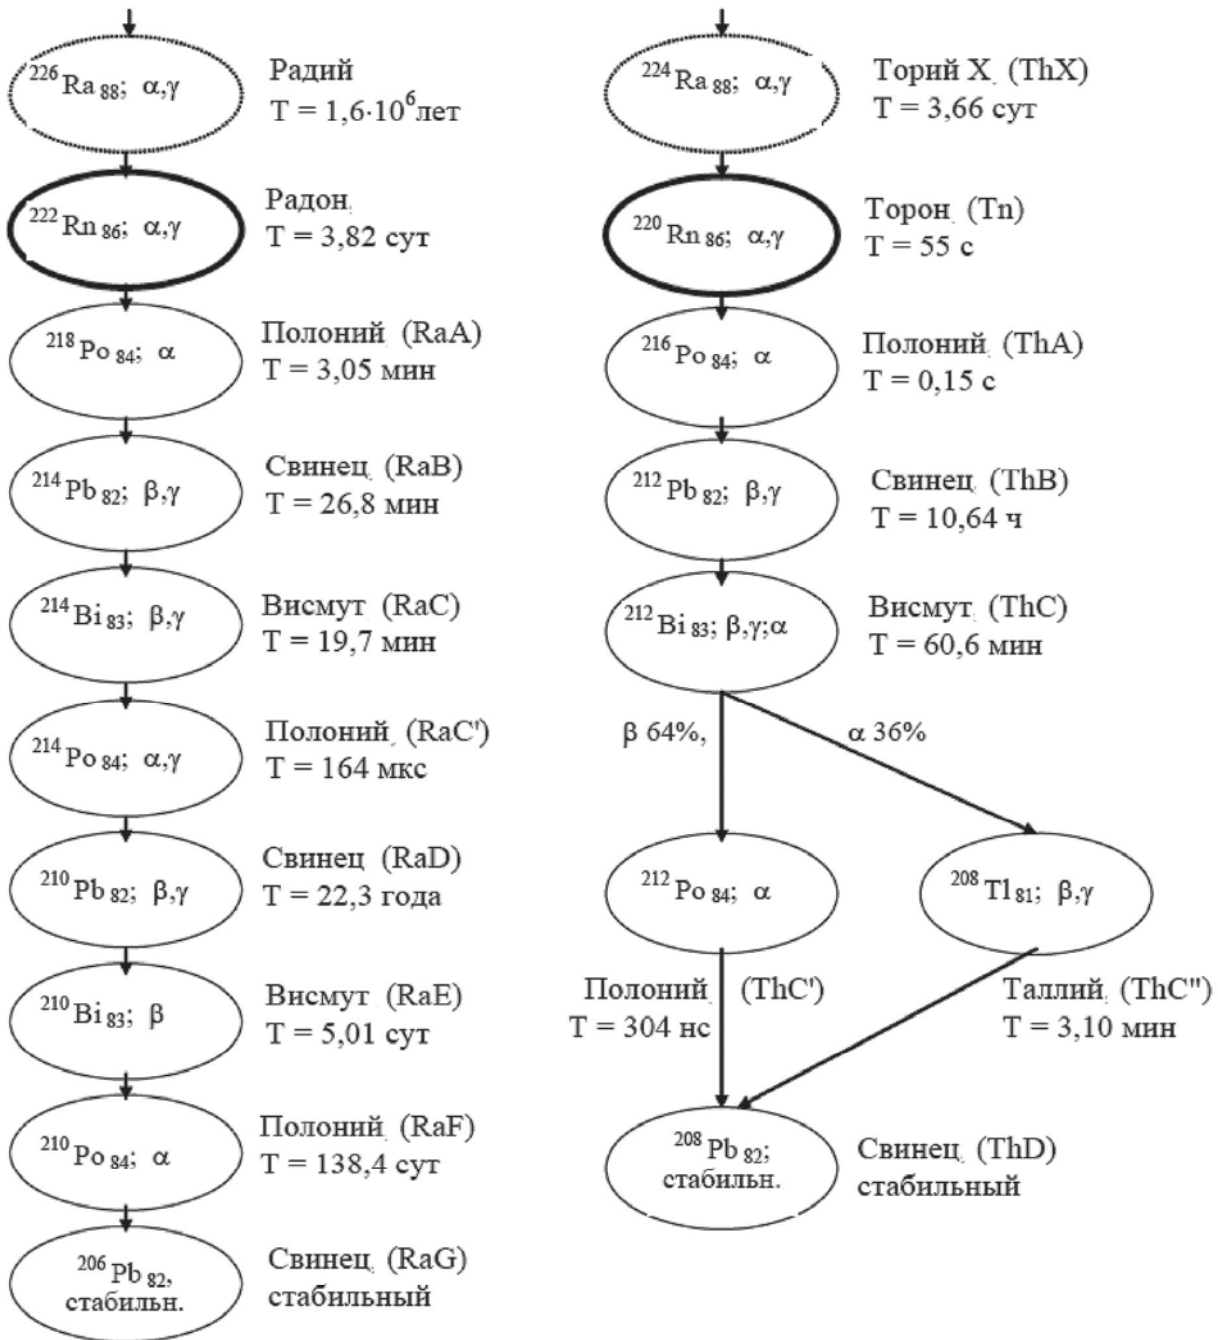 ²²⁶Ra₈₈; α,γ
Радий
T = 1,6·10⁶лет
²²²Rn₈₆; α,γ
Радон
T = 3,82 сут
²¹⁸Po₈₄; α
Полоний (RaA)
T = 3,05 мин
²¹⁴Pb₈₂; β,γ
Свинец (RaB)
T = 26,8 мин
²¹⁴Bi₈₃; β,γ
Висмут (RaC)
T = 19,7 мин
²¹⁴Po₈₄; α,γ
Полоний (RaC')
T = 164 мкс
²¹⁰Pb₈₂; β,γ
Свинец (RaD)
T = 22,3 года
²¹⁰Bi₈₃; β
Висмут (RaE)
T = 5,01 сут
²¹⁰Po₈₄; α
Полоний (RaF)
T = 138,4 сут
²⁰⁶Pb₈₂,
стабильн.
Свинец (RaG)
стабильный
²²⁴Ra₈₈; α,γ
Торий X (ThX)
T = 3,66 сут
²²⁰Rn₈₆; α,γ
Торон (Tn)
T = 55 с
²¹⁶Po₈₄; α
Полоний (ThA)
T = 0,15 с
²¹²Pb₈₂; β,γ
Свинец (ThB)
T = 10,64 ч
²¹²Bi₈₃; β,γ;α
Висмут (ThC)
T = 60,6 мин
β 64%,
α 36%
²¹²Po₈₄; α
²⁰⁸Tl₈₁; β,γ
Полоний (ThC')
T = 304 нс
Таллий (ThC'')
T = 3,10 мин
²⁰⁸Pb₈₂;
стабильн.
Свинец (ThD)
стабильный